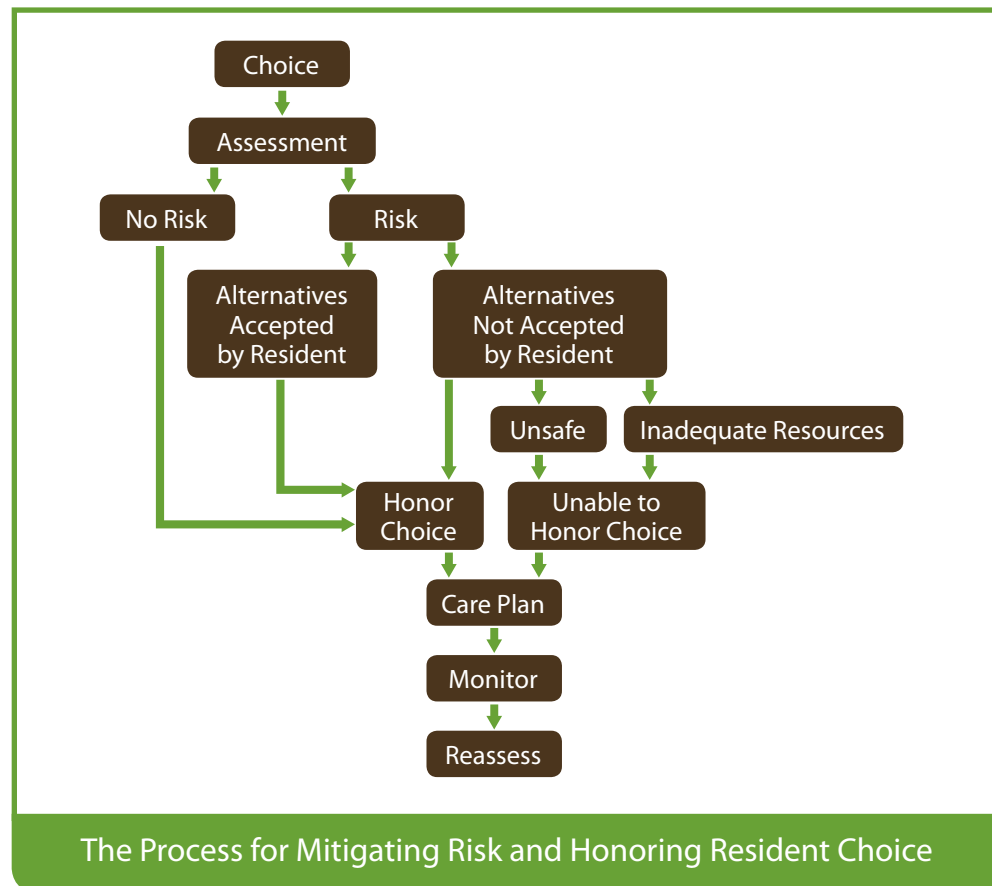 Choice
Assessment
No Risk
Risk
Alternatives
Accepted
by Resident
Alternatives
Not Accepted
by Resident
Unsafe
Inadequate Resources
Honor
Choice
Unable to
Honor Choice
Care Plan
Monitor
Reassess
The Process for Mitigating Risk and Honoring Resident Choice